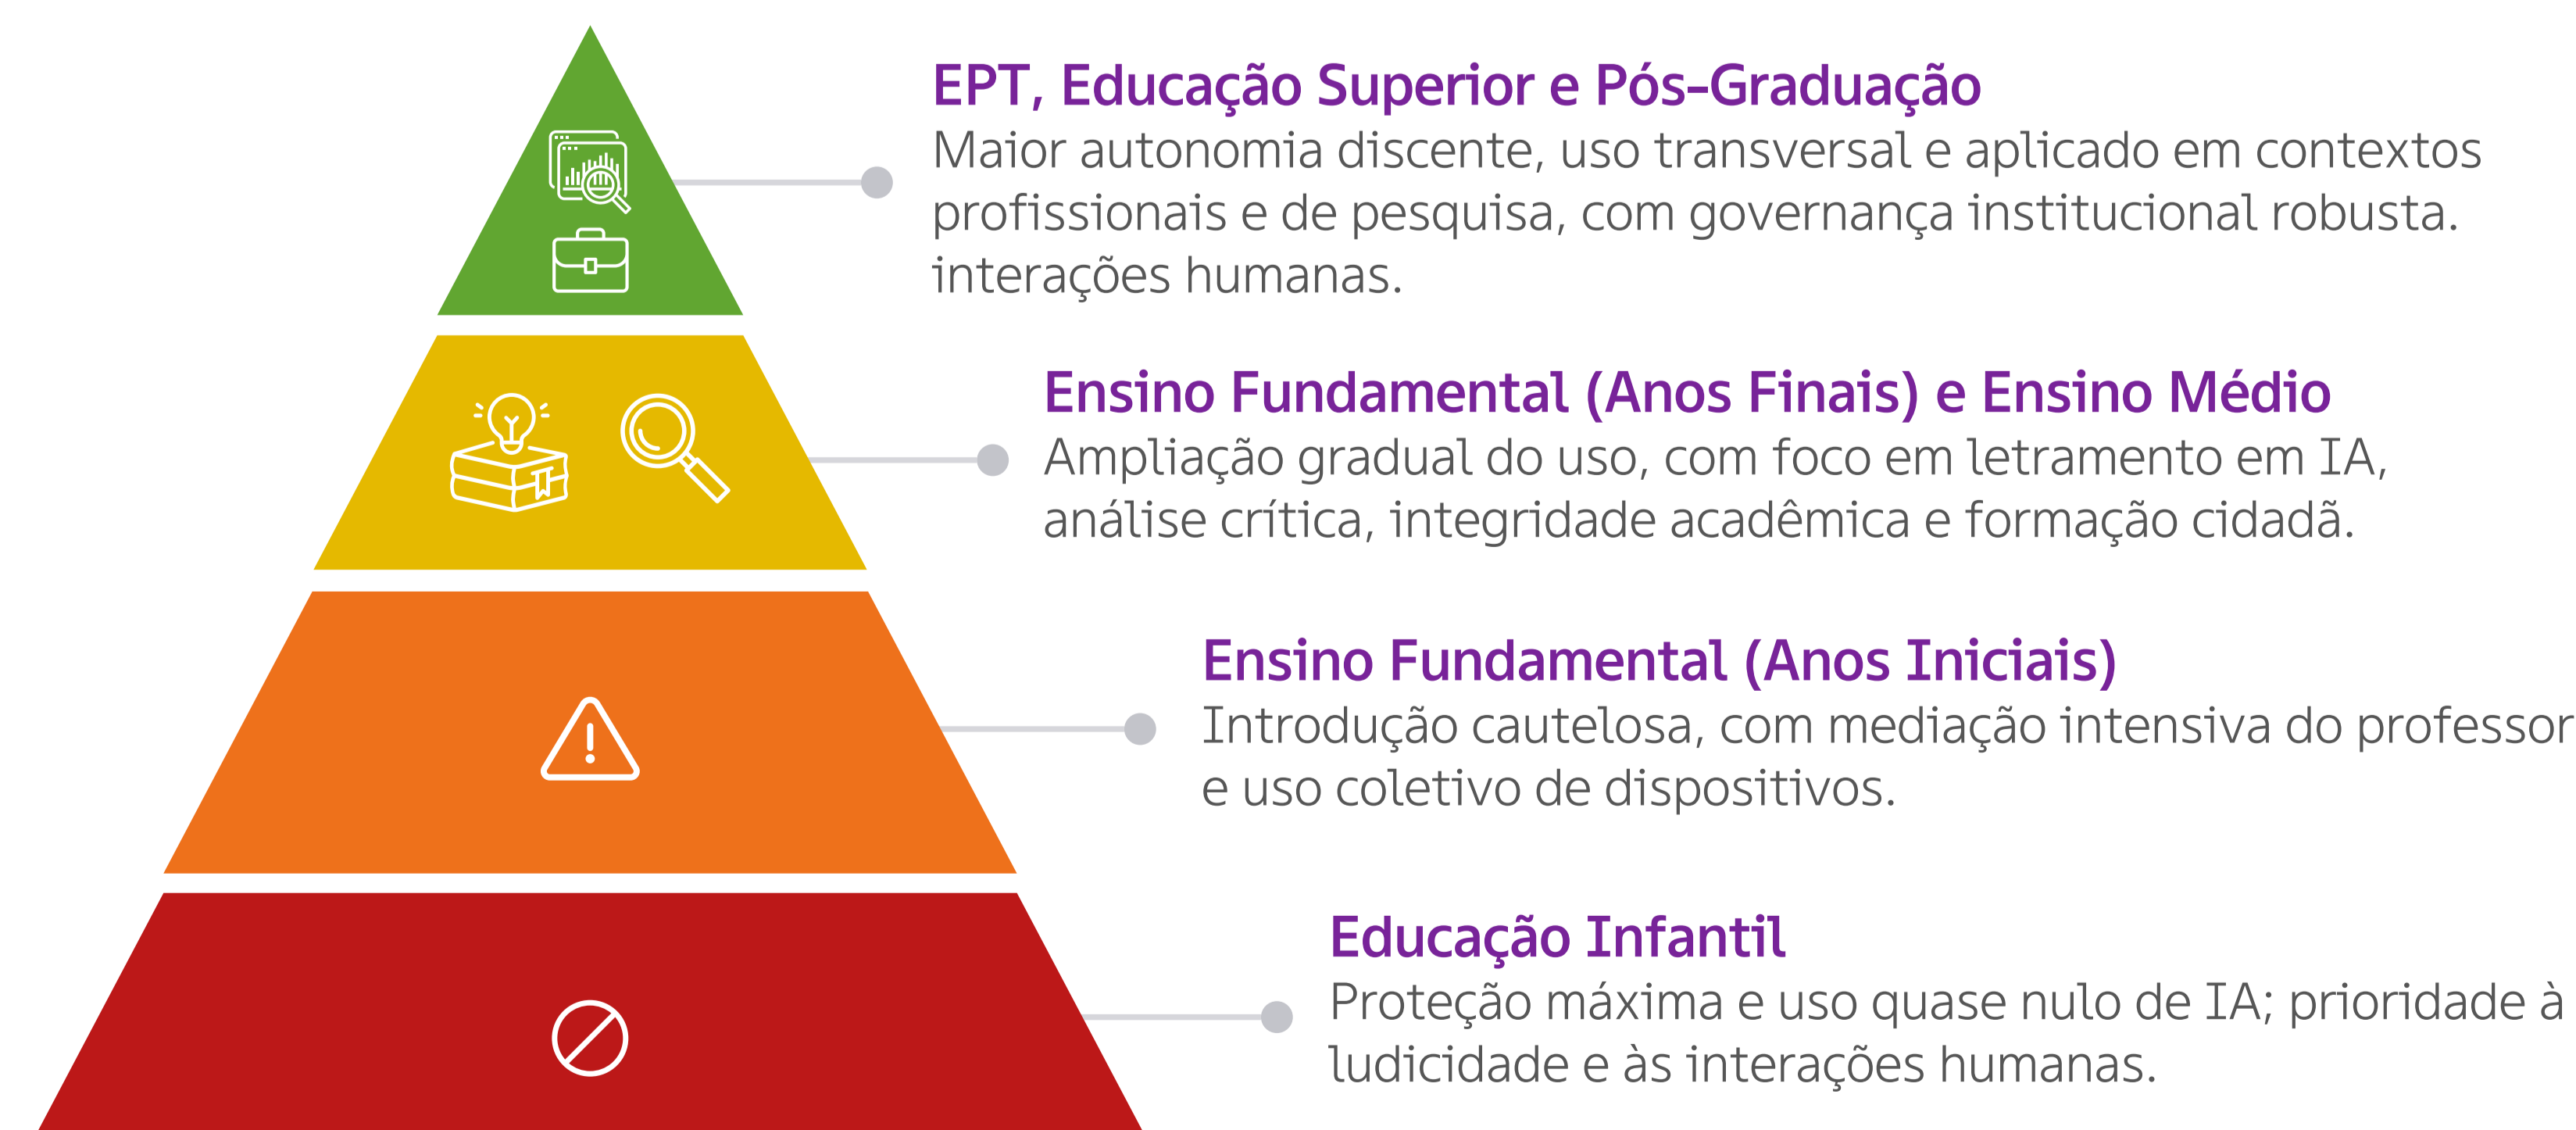 EPT, Educação Superior e Pós-Graduação
Maior autonomia discente, uso transversal e aplicado em contextos
profissionais e de pesquisa, com governança institucional robusta.
interações humanas.
Ensino Fundamental (Anos Finais) e Ensino Médio
Ampliação gradual do uso, com foco em letramento em IA,
análise crítica, integridade acadêmica e formação cidadã.
Ensino Fundamental (Anos Iniciais)
Introdução cautelosa, com mediação intensiva do professor
e uso coletivo de dispositivos.
Educação Infantil
Proteção máxima e uso quase nulo de IA; prioridade à
ludicidade e às interações humanas.